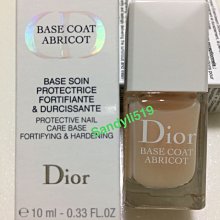 BASE COAT
ABRICOT
BASE SOIN
PROTECTRICE
FORTIFIANTE
& DURCISSANTE
PROTECTIVE NAIL
CARE BASE
FORTIFYING & HARDENING
Dior
℮ 10 ml - 0.33 FL.OZ
Sandyli519
Dior
BASE COAT
ABRICOT